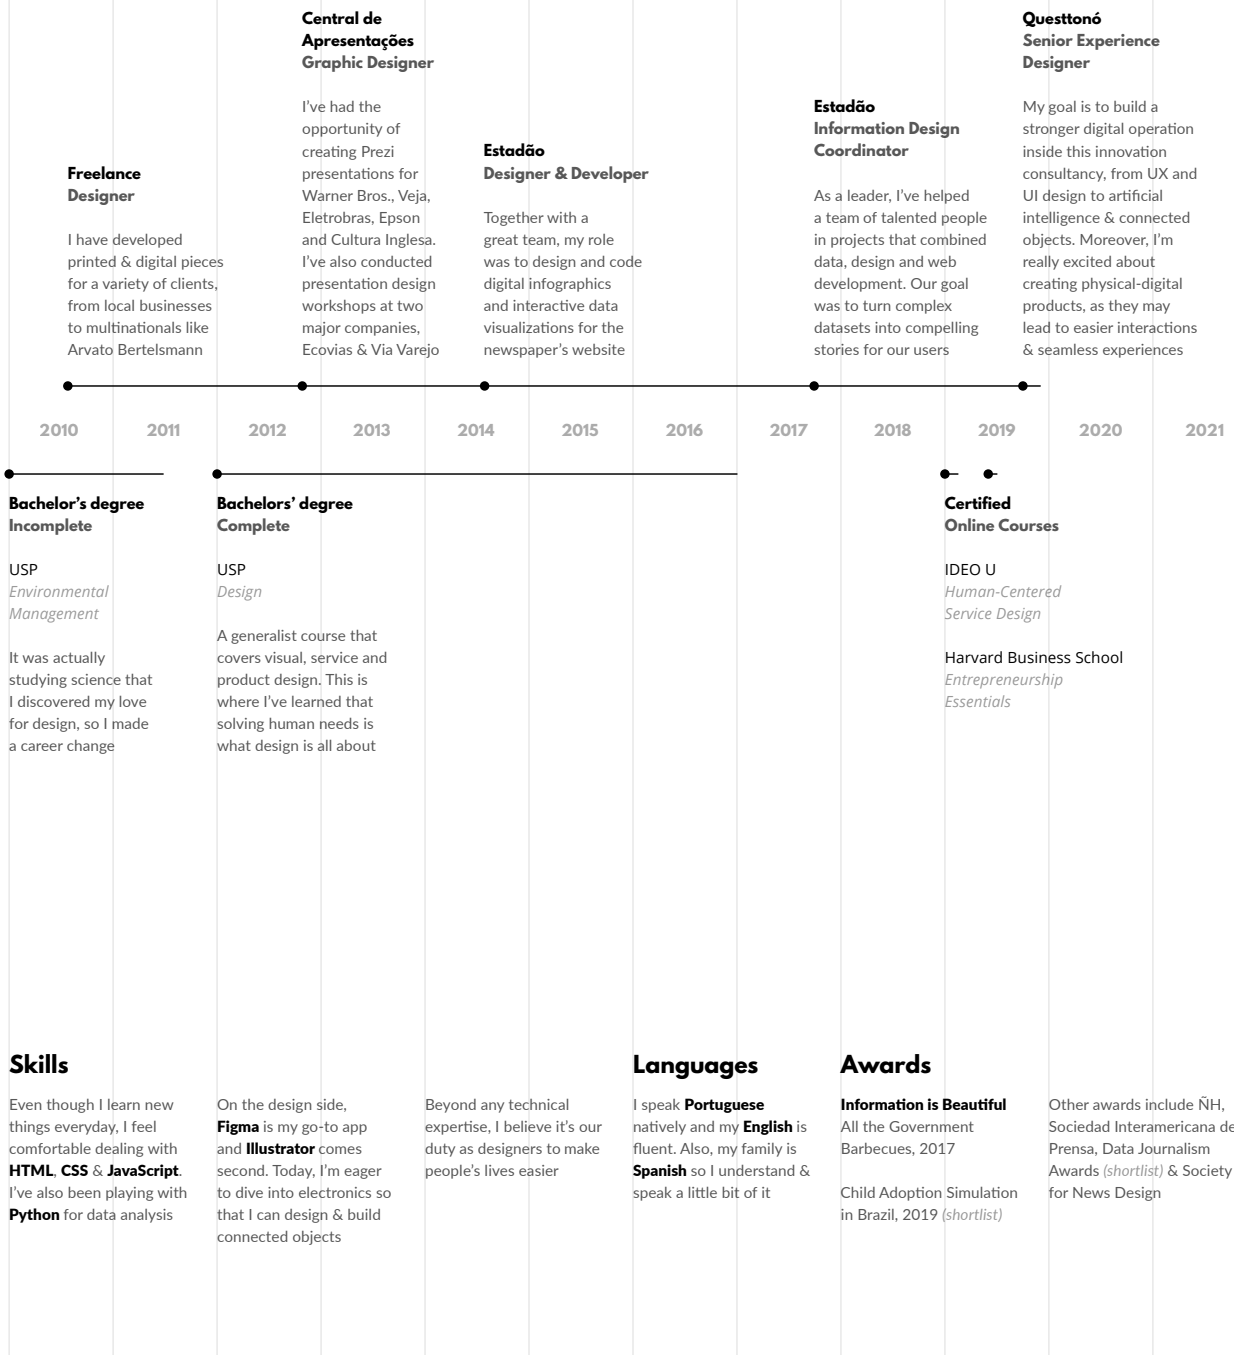 Freelance
Designer
I have developed
printed & digital pieces
for a variety of clients,
from local businesses
to multinationals like
Arvato Bertelsmann
Central de
Apresentações
Graphic Designer
I've had the
opportunity of
creating Prezi
presentations for
Warner Bros., Veja,
Eletrobras, Epson
and Cultura Inglesa.
I've also conducted
presentation design
workshops at two
major companies,
Ecovias & Via Varejo
Estadão
Designer & Developer
Together with a
great team, my role
was to design and code
digital infographics
and interactive data
visualizations for the
newspaper's website
Estadão
Information Design
Coordinator
As a leader, I've helped
a team of talented people
in projects that combined
data, design and web
development. Our goal
was to turn complex
datasets into compelling
stories for our users
Questtonó
Senior Experience
Designer
My goal is to build a
stronger digital operation
inside this innovation
consultancy, from UX and
UI design to artificial
intelligence & connected
objects. Moreover, I'm
really excited about
creating physical-digital
products, as they may
lead to easier interactions
& seamless experiences
2010 2011 2012 2013 2014 2015 2016 2017 2018 2019 2020 2021
Bachelor's degree
Incomplete
USP
Environmental
Management
It was actually
studying science that
I discovered my love
for design, so I made
a career change
Bachelors' degree
Complete
USP
Design
A generalist course that
covers visual, service and
product design. This is
where I've learned that
solving human needs is
what design is all about
Certified
Online Courses
IDEO U
Human-Centered
Service Design
Harvard Business School
Entrepreneurship
Essentials
Skills
Even though I learn new
things everyday, I feel
comfortable dealing with
HTML, CSS & JavaScript.
I've also been playing with
Python for data analysis
On the design side,
Figma is my go-to app
and Illustrator comes
second. Today, I'm eager
to dive into electronics so
that I can design & build
connected objects
Beyond any technical
expertise, I believe it's our
duty as designers to make
people's lives easier
Languages
I speak Portuguese
natively and my English is
fluent. Also, my family is
Spanish so I understand &
speak a little bit of it
Awards
Information is Beautiful
All the Government
Barbecues, 2017
Child Adoption Simulation
in Brazil, 2019 (shortlist)
Other awards include ÑH,
Sociedad Interamericana de
Prensa, Data Journalism
Awards (shortlist) & Society
for News Design